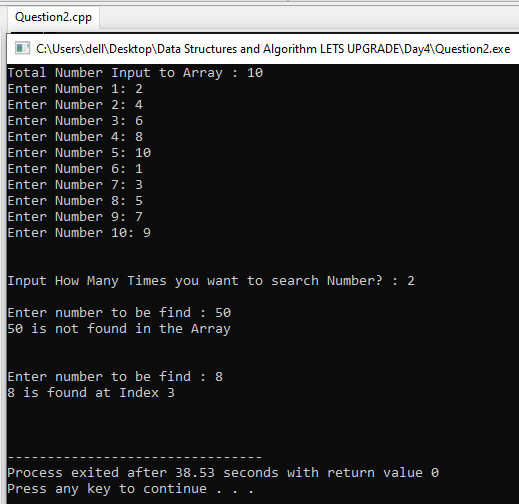 Question2.cpp
C:\Users\dell\Desktop\Data Structures and Algorithm LETS UPGRADE\Day4\Question2.exe
Total Number Input to Array : 10
Enter Number 1: 2
Enter Number 2: 4
Enter Number 3: 6
Enter Number 4: 8
Enter Number 5: 10
Enter Number 6: 1
Enter Number 7: 3
Enter Number 8: 5
Enter Number 9: 7
Enter Number 10: 9
Input How Many Times you want to search Number? : 2
Enter number to be find : 50
50 is not found in the Array
Enter number to be find : 8
8 is found at Index 3
--------------------------------
Process exited after 38.53 seconds with return value 0
Press any key to continue . . .